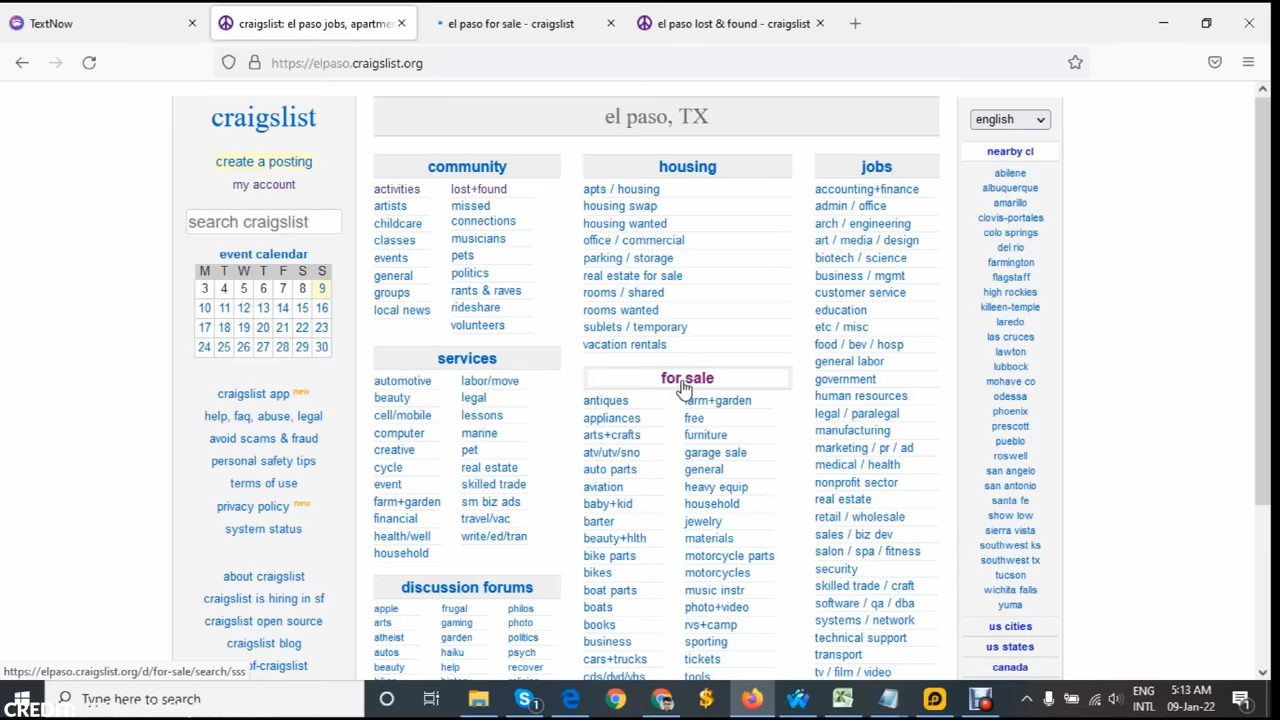 TextNow
craigslist: el paso jobs, apartme
el paso for sale - craigslist
el paso lost & found - craigslist
https://elpaso.craigslist.org
craigslist
create a posting
my account
search craigslist
event calendar
M T W T F S S
3 4 5 6 7 8 9
10 11 12 13 14 15 16
17 18 19 20 21 22 23
24 25 26 27 28 29 30
craigslist app new
help, faq, abuse, legal
avoid scams & fraud
personal safety tips
terms of use
privacy policy new
system status
about craigslist
craigslist is hiring in sf
craigslist open source
craigslist blog
of-craigslist
el paso, TX
community
activities
artists
childcare
classes
events
general
groups
local news
lost+found
missed
connections
musicians
pets
politics
rants & raves
rideshare
volunteers
services
automotive
beauty
cell/mobile
computer
creative
cycle
event
farm+garden
financial
health/well
household
labor/move
legal
lessons
marine
pet
real estate
skilled trade
sm biz ads
travel/vac
write/ed/tran
discussion forums
apple
arts
atheist
autos
beauty
frugal
gaming
garden
haiku
help
philos
photo
politics
psych
recover
housing
apts / housing
housing swap
housing wanted
office / commercial
parking / storage
real estate for sale
rooms / shared
rooms wanted
sublets / temporary
vacation rentals
for sale
antiques
appliances
arts+crafts
atv/utv/sno
auto parts
aviation
baby+kid
barter
beauty+hlth
bike parts
bikes
boat parts
boats
books
business
cars+trucks
cds/dvd/vhs
farm+garden
free
furniture
garage sale
general
heavy equip
household
jewelry
materials
motorcycle parts
motorcycles
music instr
photo+video
rvs+camp
sporting
tickets
tools
jobs
accounting+finance
admin / office
arch / engineering
art / media / design
biotech / science
business / mgmt
customer service
education
etc / misc
food / bev / hosp
general labor
government
human resources
legal / paralegal
manufacturing
marketing / pr / ad
medical / health
nonprofit sector
real estate
retail / wholesale
sales / biz dev
salon / spa / fitness
security
skilled trade / craft
software / qa / dba
systems / network
technical support
transport
tv / film / video
english
nearby cl
abilene
albuquerque
amarillo
clovis-portales
colo springs
del rio
farmington
flagstaff
high rockies
killeen-temple
laredo
las cruces
lawton
lubbock
mohave co
odessa
phoenix
prescott
pueblo
roswell
san angelo
san antonio
santa fe
show low
sierra vista
southwest ks
southwest tx
tucson
wichita falls
yuma
us cities
us states
canada
https://elpaso.craigslist.org/d/for-sale/search/sss
Type here to search
ENG
INTL
5:13 AM
09-Jan-22
CREDIT: